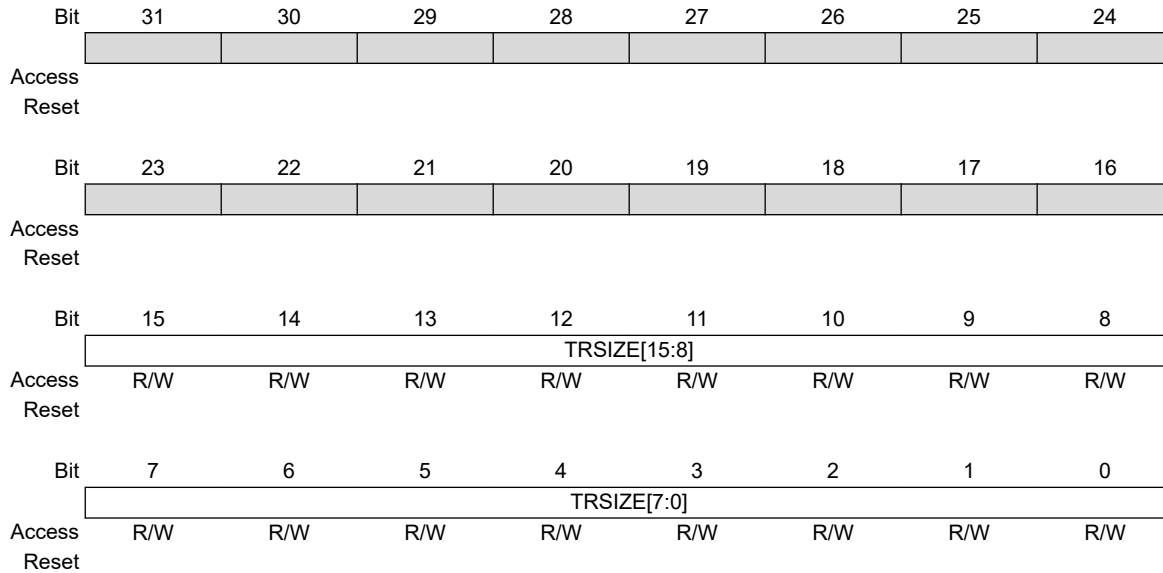 Bit 31 30 29 28 27 26 25 24
Access
Reset
Bit 23 22 21 20 19 18 17 16
Access
Reset
Bit 15 14 13 12 11 10 9 8
TRSIZE[15:8]
Access R/W R/W R/W R/W R/W R/W R/W R/W
Reset
Bit 7 6 5 4 3 2 1 0
TRSIZE[7:0]
Access R/W R/W R/W R/W R/W R/W R/W R/W
Reset